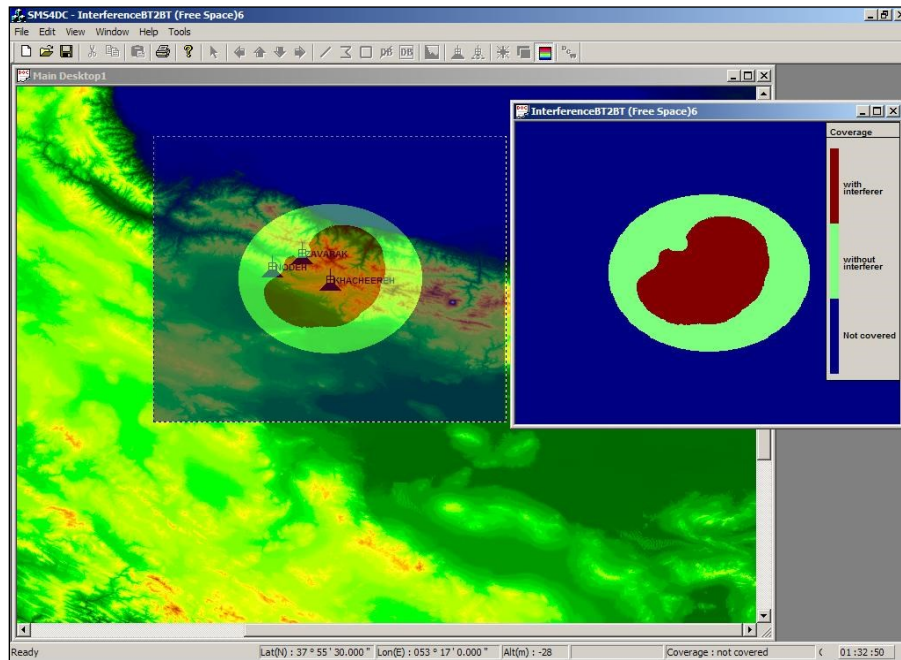 SMS4DC - InterferenceBT2BT (Free Space)6
File Edit View Window Help Tools
Main Desktop1
InterferenceBT2BT (Free Space)6
Coverage
with
interferer
without
interferer
Not covered
KHACHEEREH
Ready
Lat(N) : 37 ° 55 ' 30.000 "
Lon(E) : 053 ° 17 ' 0.000 "
Alt(m) : -28
Coverage : not covered
01:32:50